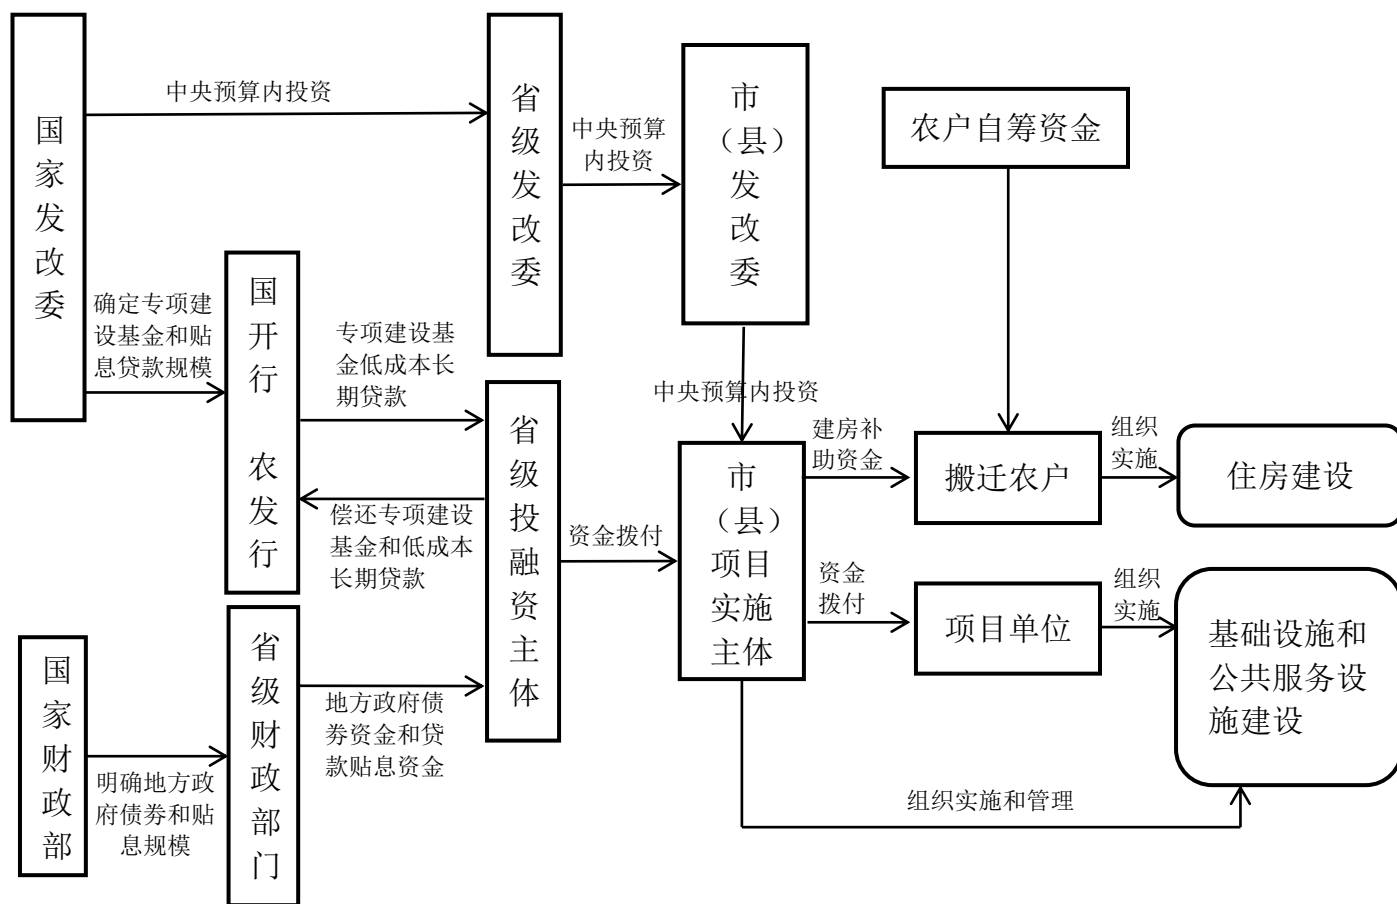 国家发改委
中央预算内投资
省级发改委
中央预算
内投资
市
（县）
发
改
委
农户自筹资金
确定专项建
设基金和贴
息贷款规模
国开行 农发行
专项建设基
金低成本长
期贷款
偿还专项建设
基金和低成本
长期贷款
省级投融资主体
中央预算内投资
资金拨付
市
（县）
项目
实施
主体
建房补
助资金
搬迁农户
组织
实施
住房建设
资金
拨付
项目单位
组织
实施
基础设施和
公共服务设
施建设
国家财政部
明确地方政
府债券和贴
息规模
省级财政部门
地方政府债
券资金和贷
款贴息资金
组织实施和管理